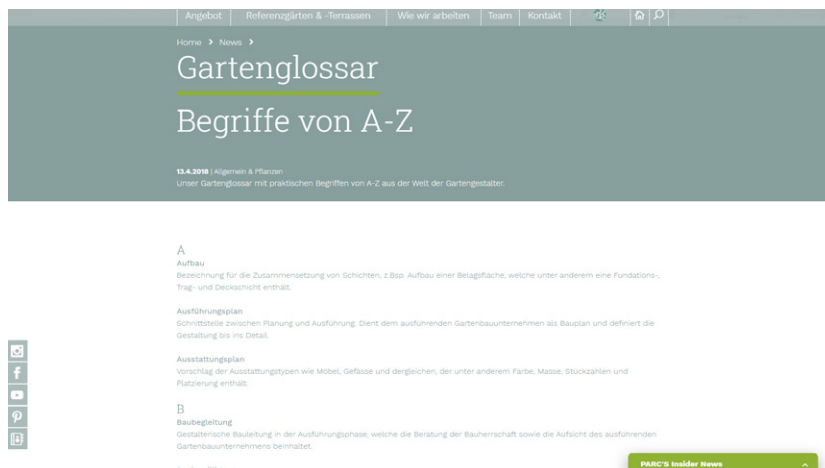 Angebot Referenzgärten & -Terrassen Wie wir arbeiten Team Kontakt
Home > News >
Gartenglossar
Begriffe von A-Z
13.4.2018 | Allgemein & Pflanzen
Unser Gartenglossar mit praktischen Begriffen von A-Z aus der Welt der Gartengestalter.
A
Aufbau
Bezeichnung für die Zusammensetzung von Schichten, z.Bsp. Aufbau einer Belagsfläche, welche unter anderem eine Fundations-,
Trag- und Deckschicht enthält.
Ausführungsplan
Schnittstelle zwischen Planung und Ausführung. Dient dem ausführenden Gartenbauunternehmen als Bauplan und definiert die
Gestaltung bis ins Detail.
Ausstattungsplan
Vorschlag der Ausstattungstypen wie Möbel, Gefässe und dergleichen, der unter anderem Farbe, Masse, Stückzahlen und
Platzierung enthält.
B
Baubegleitung
Gestalterische Bauleitung in der Ausführungsphase, welche die Beratung der Bauherrschaft sowie die Aufsicht des ausführenden
Gartenbauunternehmens beinhaltet.
PARC'S Insider News